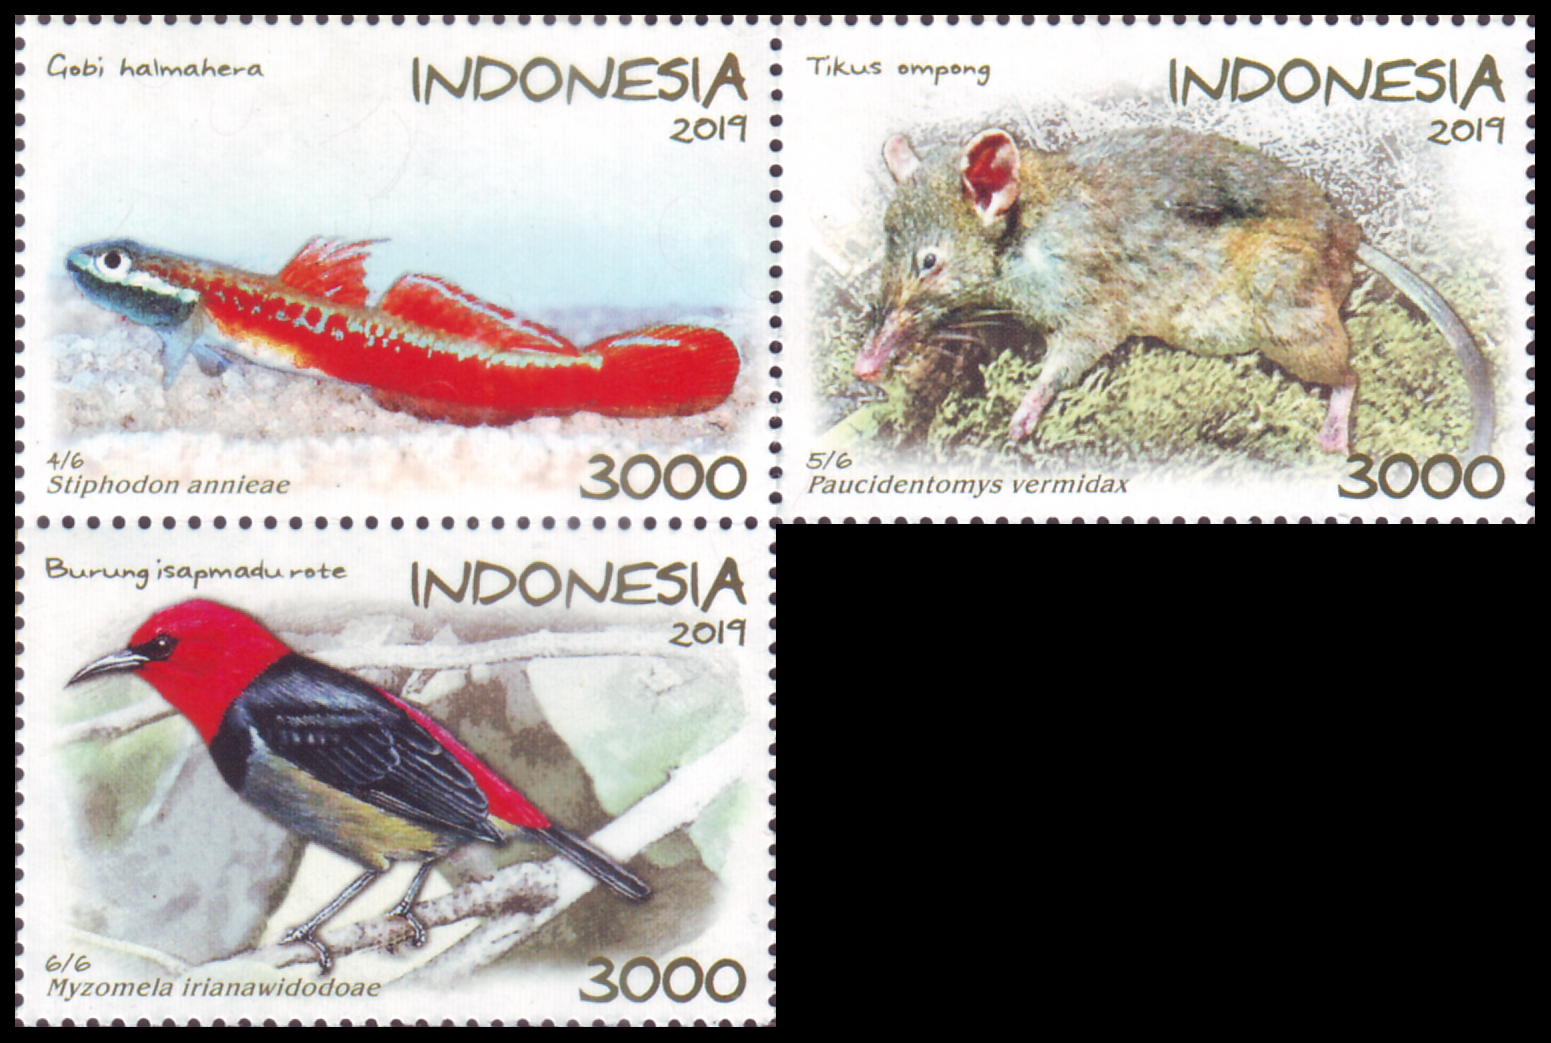 Gobi halmahera
INDONESIA
2019
4/6
Stiphodon annieae
3000
Tikus ompong
INDONESIA
2019
5/6
Paucidentomys vermidax
3000
Burung isapmadu rote
INDONESIA
2019
6/6
Myzomela irianawidodoae
3000